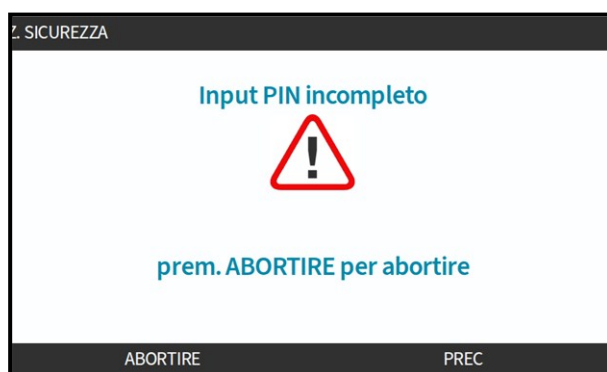 Z. SICUREZZA
Input PIN incompleto
!
prem. ABORTIRE per abortire
ABORTIRE PREC